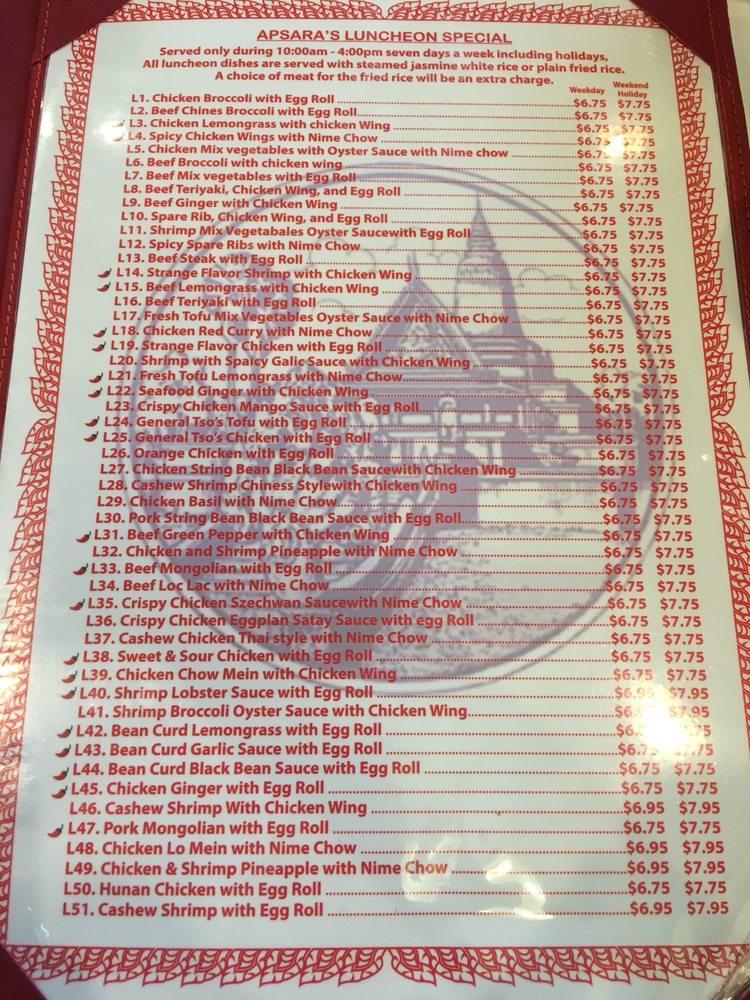 APSARA'S LUNCHEON SPECIAL
Served only during 10:00am - 4:00pm seven days a week including holidays,
All luncheon dishes are served with steamed jasmine white rice or plain fried rice.
A choice of meat for the fried rice will be an extra charge.
Weekday Weekend Holiday
L1. Chicken Broccoli with Egg Roll $6.75 $7.75
L2. Beef Chines Broccoli with Egg Roll $6.75 $7.75
L3. Chicken Lemongrass with chicken Wing $6.75 $7.75
L4. Spicy Chicken Wings with Nime Chow $6.75 $7.75
L5. Chicken Mix vegetables with Oyster Sauce with Nime chow $6.75 $7.75
L6. Beef Broccoli with chicken wing $6.75 $7.75
L7. Beef Mix vegetables with Egg Roll $6.75 $7.75
L8. Beef Teriyaki, Chicken Wing, and Egg Roll $6.75 $7.75
L9. Beef Ginger with Chicken Wing $6.75 $7.75
L10. Spare Rib, Chicken Wing, and Egg Roll $6.75 $7.75
L11. Shrimp Mix Vegetabales Oyster Saucewith Egg Roll $6.75 $7.75
L12. Spicy Spare Ribs with Nime Chow $6.75 $7.75
L13. Beef Steak with Egg Roll $6.75 $7.75
L14. Strange Flavor Shrimp with Chicken Wing $6.75 $7.75
L15. Beef Lemongrass with Chicken Wing $6.75 $7.75
L16. Beef Teriyaki with Egg Roll $6.75 $7.75
L17. Fresh Tofu Mix Vegetables Oyster Sauce with Nime Chow $6.75 $7.75
L18. Chicken Red Curry with Nime Chow $6.75 $7.75
L19. Strange Flavor Chicken with Egg Roll $6.75 $7.75
L20. Shrimp with Spaicy Galic Sauce with Chicken Wing $6.75 $7.75
L21. Fresh Tofu Lemongrass with Nime Chow $6.75 $7.75
L22. Seafood Ginger with Chicken Wing $6.75 $7.75
L23. Crispy Chicken Mango Sauce with Egg Roll $6.75 $7.75
L24. General Tso's Tofu with Egg Roll $6.75 $7.75
L25. General Tso's Chicken with Egg Roll $6.75 $7.75
L26. Orange Chicken with Egg Roll $6.75 $7.75
L27. Chicken String Bean Black Bean Saucewith Chicken Wing $6.75 $7.75
L28. Cashew Shrimp Chiness Stylewith Chicken Wing $6.75 $7.75
L29. Chicken Basil with Nime Chow $6.75 $7.75
L30. Pork String Bean Black Bean Sauce with Egg Roll $6.75 $7.75
L31. Beef Green Pepper with Chicken Wing $6.75 $7.75
L32. Chicken and Shrimp Pineapple with Nime Chow $6.75 $7.75
L33. Beef Mongolian with Egg Roll $6.75 $7.75
L34. Beef Loc Lac with Nime Chow $6.75 $7.75
L35. Crispy Chicken Szechwan Saucewith Nime Chow $6.75 $7.75
L36. Crispy Chicken Eggplan Satay Sauce with egg Roll $6.75 $7.75
L37. Cashew Chicken Thai style with Nime Chow $6.75 $7.75
L38. Sweet & Sour Chicken with Egg Roll $6.75 $7.75
L39. Chicken Chow Mein with Chicken Wing $6.75 $7.75
L40. Shrimp Lobster Sauce with Egg Roll $6.95 $7.95
L41. Shrimp Broccoli Oyster Sauce with Chicken Wing $7.95
L42. Bean Curd Lemongrass with Egg Roll $7.75
L43. Bean Curd Garlic Sauce with Egg Roll $7.75
L44. Bean Curd Black Bean Sauce with Egg Roll $6.75 $7.75
L45. Chicken Ginger with Egg Roll $6.75 $7.75
L46. Cashew Shrimp With Chicken Wing $6.95 $7.95
L47. Pork Mongolian with Egg Roll $6.75 $7.75
L48. Chicken Lo Mein with Nime Chow $6.95 $7.95
L49. Chicken & Shrimp Pineapple with Nime Chow $6.95 $7.95
L50. Hunan Chicken with Egg Roll $6.75 $7.75
L51. Cashew Shrimp with Egg Roll $6.95 $7.95